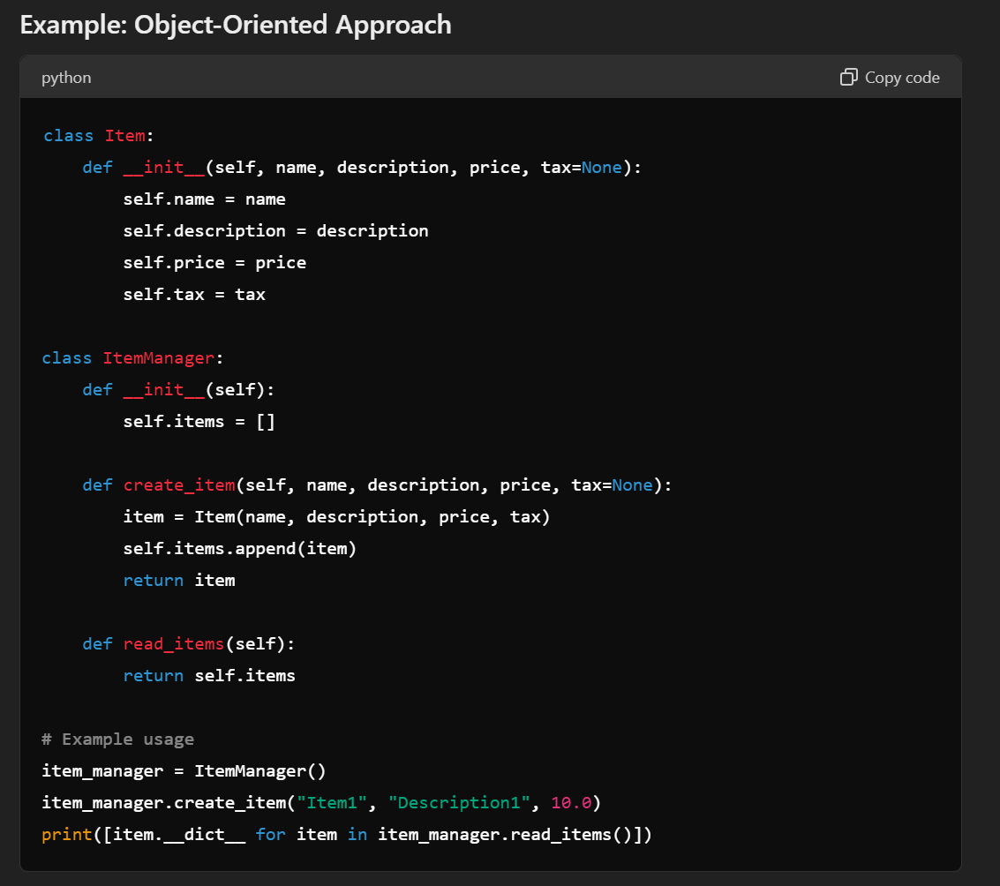 Example: Object-Oriented Approach
python
Copy code
class Item:
    def __init__(self, name, description, price, tax=None):
        self.name = name
        self.description = description
        self.price = price
        self.tax = tax
class ItemManager:
    def __init__(self):
        self.items = []
    def create_item(self, name, description, price, tax=None):
        item = Item(name, description, price, tax)
        self.items.append(item)
        return item
    def read_items(self):
        return self.items
# Example usage
item_manager = ItemManager()
item_manager.create_item("Item1", "Description1", 10.0)
print([item.__dict__ for item in item_manager.read_items()])